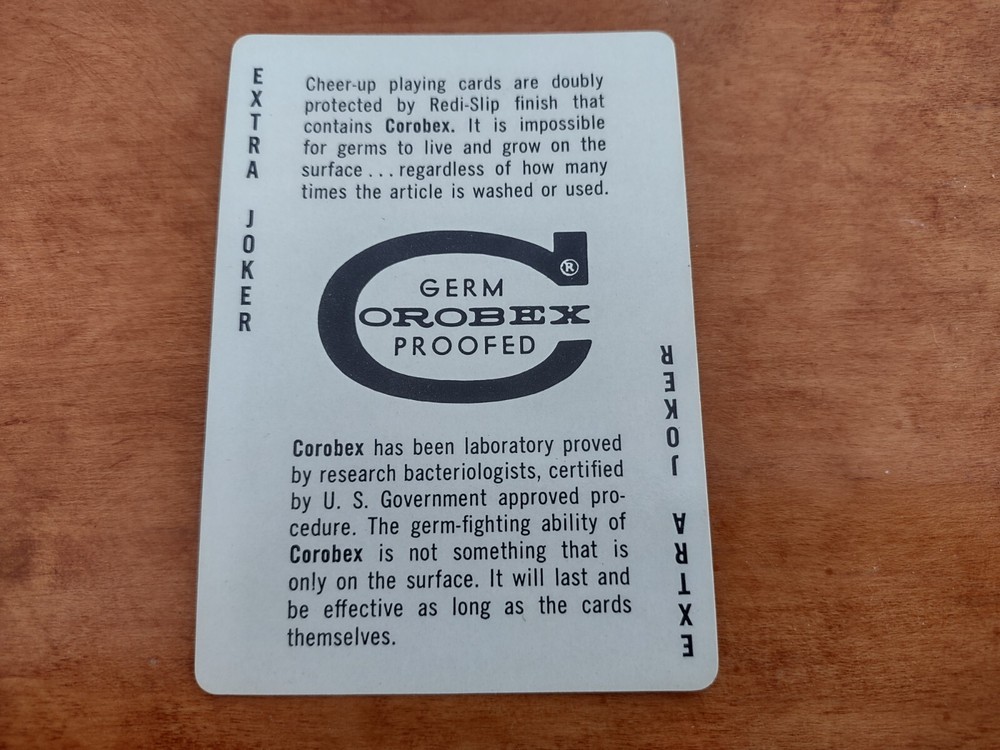 EXTRA JOKER
Cheer-up playing cards are doubly
protected by Redi-Slip finish that
contains Corobex. It is impossible
for germs to live and grow on the
surface ... regardless of how many
times the article is washed or used.
®
GERM
COROBEX
PROOFED
Corobex has been laboratory proved
by research bacteriologists, certified
by U. S. Government approved pro-
cedure. The germ-fighting ability of
Corobex is not something that is
only on the surface. It will last and
be effective as long as the cards
themselves.
EXTRA JOKER